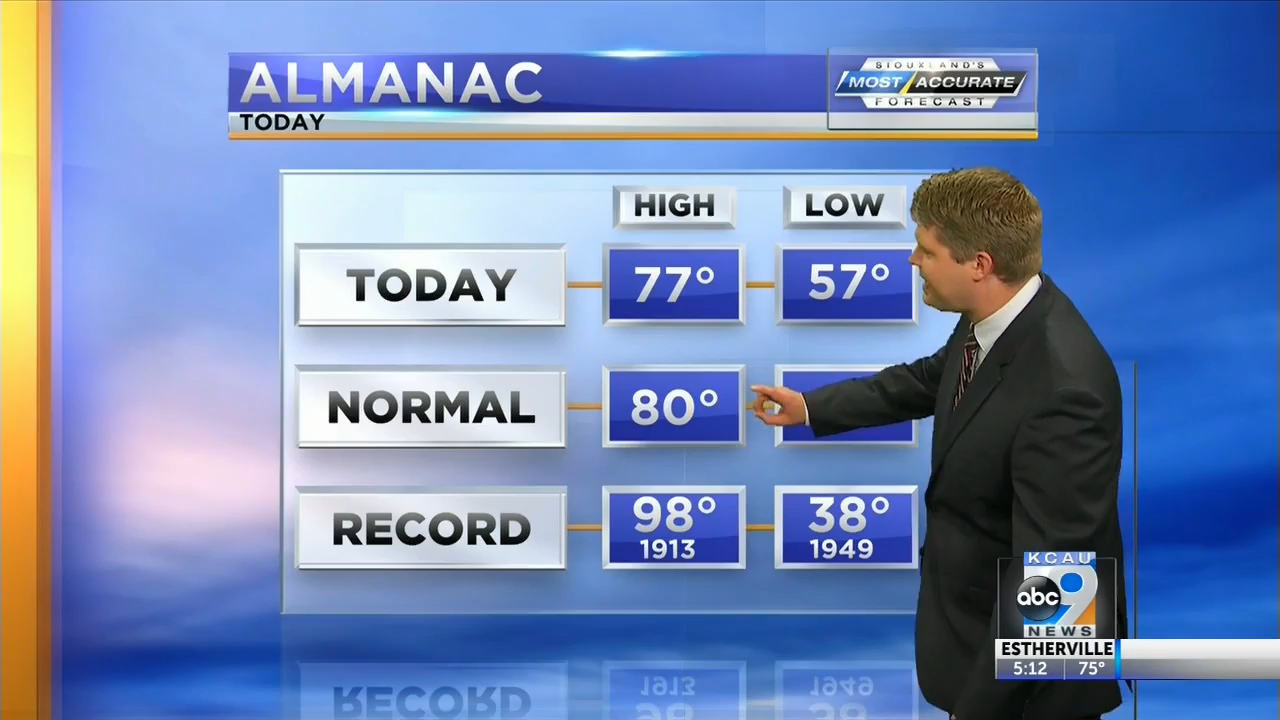 ALMANAC
TODAY
SIOUXLAND'S
MOST ACCURATE
FORECAST
HIGH LOW
TODAY 77° 57°
NORMAL 80°
RECORD 98° 38°
1913 1949
KCAU
abc 9
NEWS
ESTHERVILLE
5:12 75°
RECORD
1913 1949
98